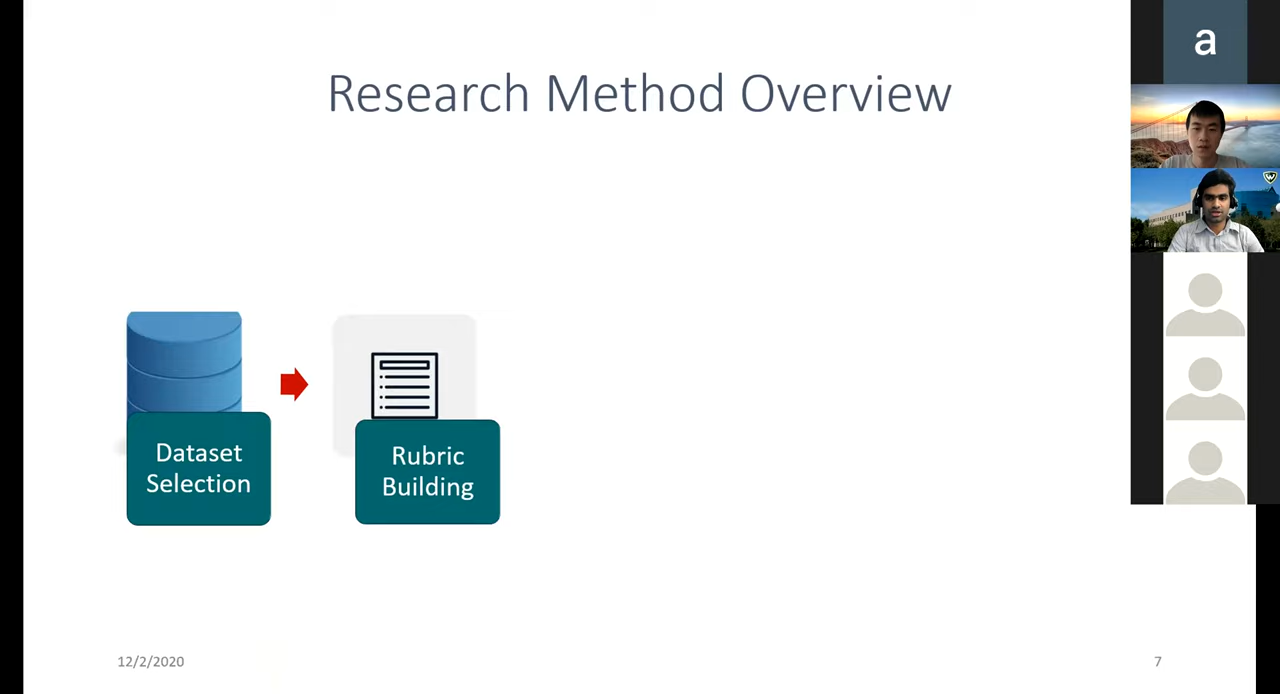 Research Method Overview
a
Dataset
Selection
Rubric
Building
12/2/2020
7